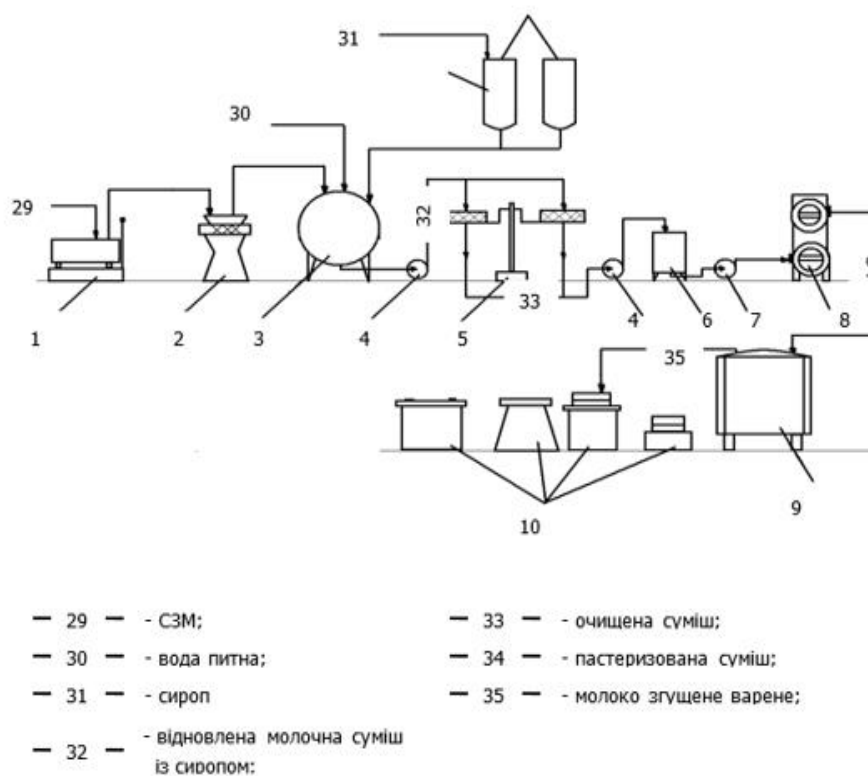 31
30
29
32
33
1
2
3
4
5
4
6
7
8
35
10
9
29 - СЗМ;
30 - вода питна;
31 - сироп
32 - відновлена молочна суміш
із сиропом;
33 - очищена суміш;
34 - пастеризована суміш;
35 - молоко згущене варене;